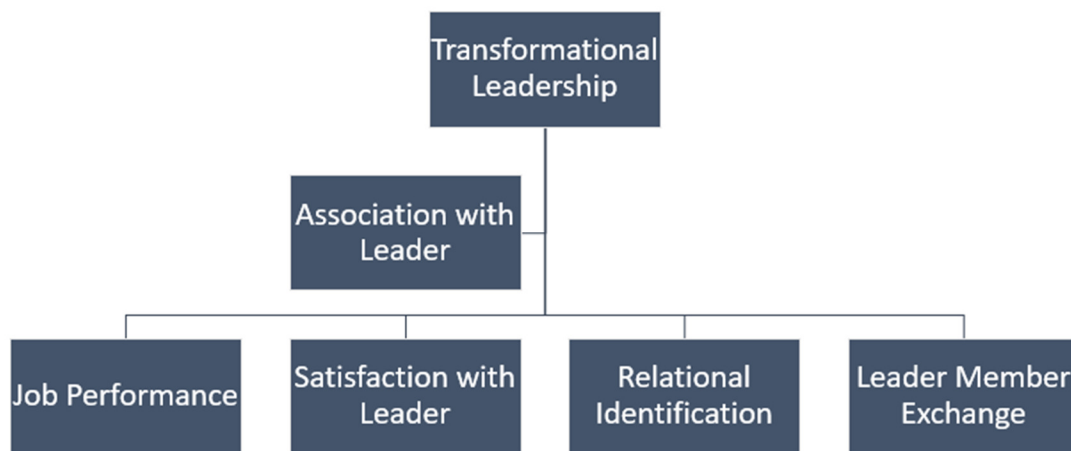 Transformational
Leadership
Association with
Leader
Job Performance
Satisfaction with
Leader
Relational
Identification
Leader Member
Exchange